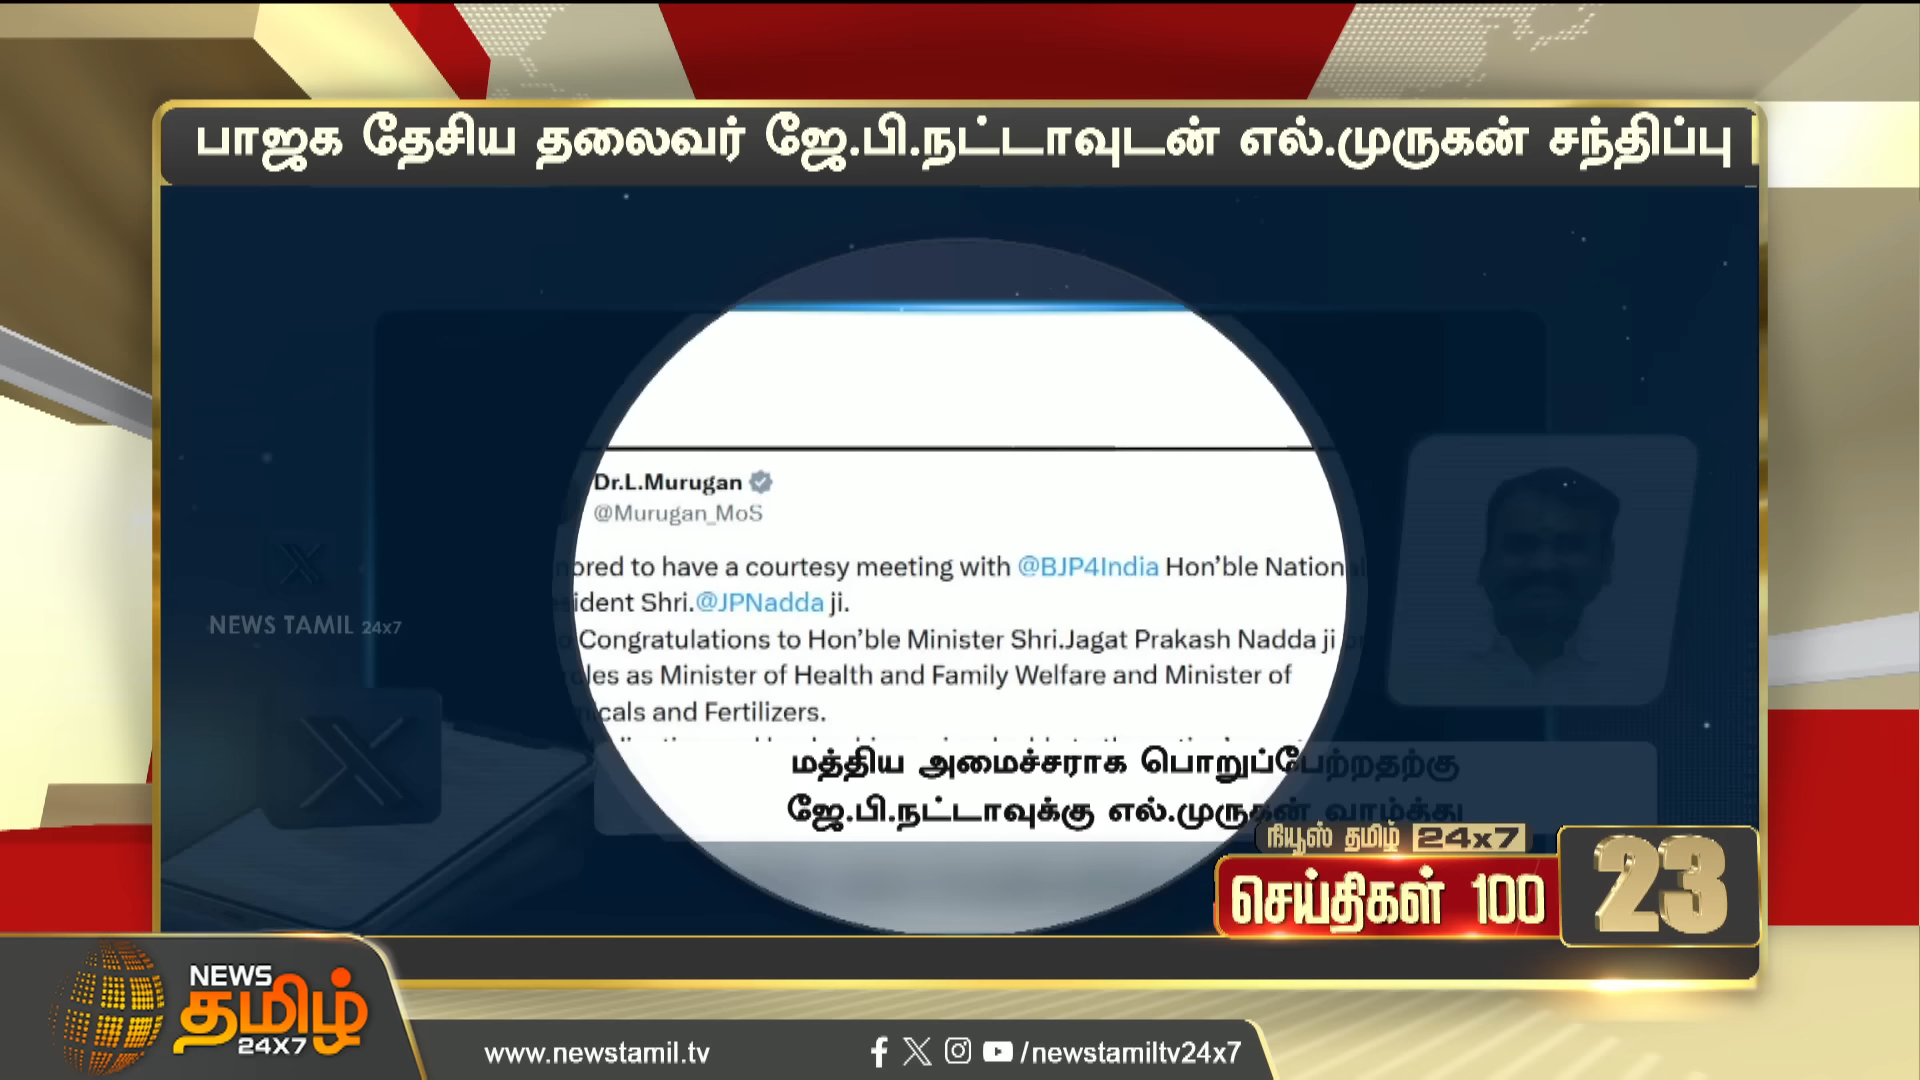 பாஜக தேசிய தலைவர் ஜே.பி.நட்டாவுடன் எல்.முருகன் சந்திப்பு
Dr.L.Murugan
@Murugan_MoS
ored to have a courtesy meeting with @BJP4India Hon'ble National
ident Shri.@JPNadda ji.
Congratulations to Hon'ble Minister Shri.Jagat Prakash Nadda ji
les as Minister of Health and Family Welfare and Minister of
icals and Fertilizers.
NEWS TAMIL 24x7
மத்திய அமைச்சராக பொறுப்பேற்றதற்கு
ஜே.பி.நட்டாவுக்கு எல்.முருகன் வாழ்த்து
நியூஸ் தமிழ் 24x7
செய்திகள் 100
23
NEWS
தமிழ்
24X7
www.newstamil.tv
/newstamiltv24x7